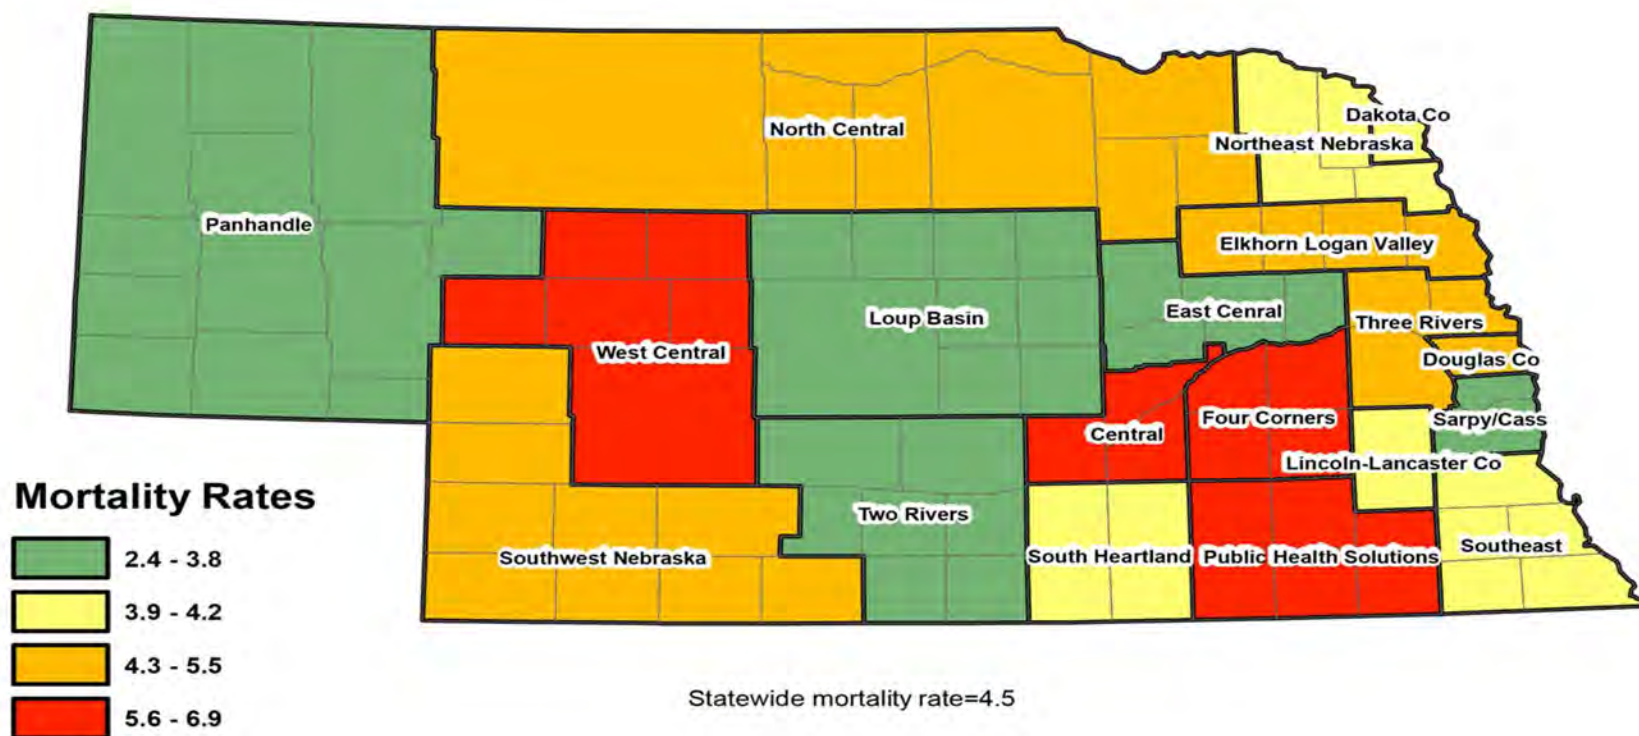 Dakota Co
North Central
Northeast Nebraska
Panhandle
Elkhorn Logan Valley
East Cenral
Loup Basin
Three Rivers
West Central
Douglas Co
Four Corners
Sarpy/Cass
Central
Lincoln-Lancaster Co
Two Rivers
Southwest Nebraska
South Heartland
Public Health Solutions
Southeast
Mortality Rates
2.4 - 3.8
3.9 - 4.2
4.3 - 5.5
5.6 - 6.9
Statewide mortality rate=4.5